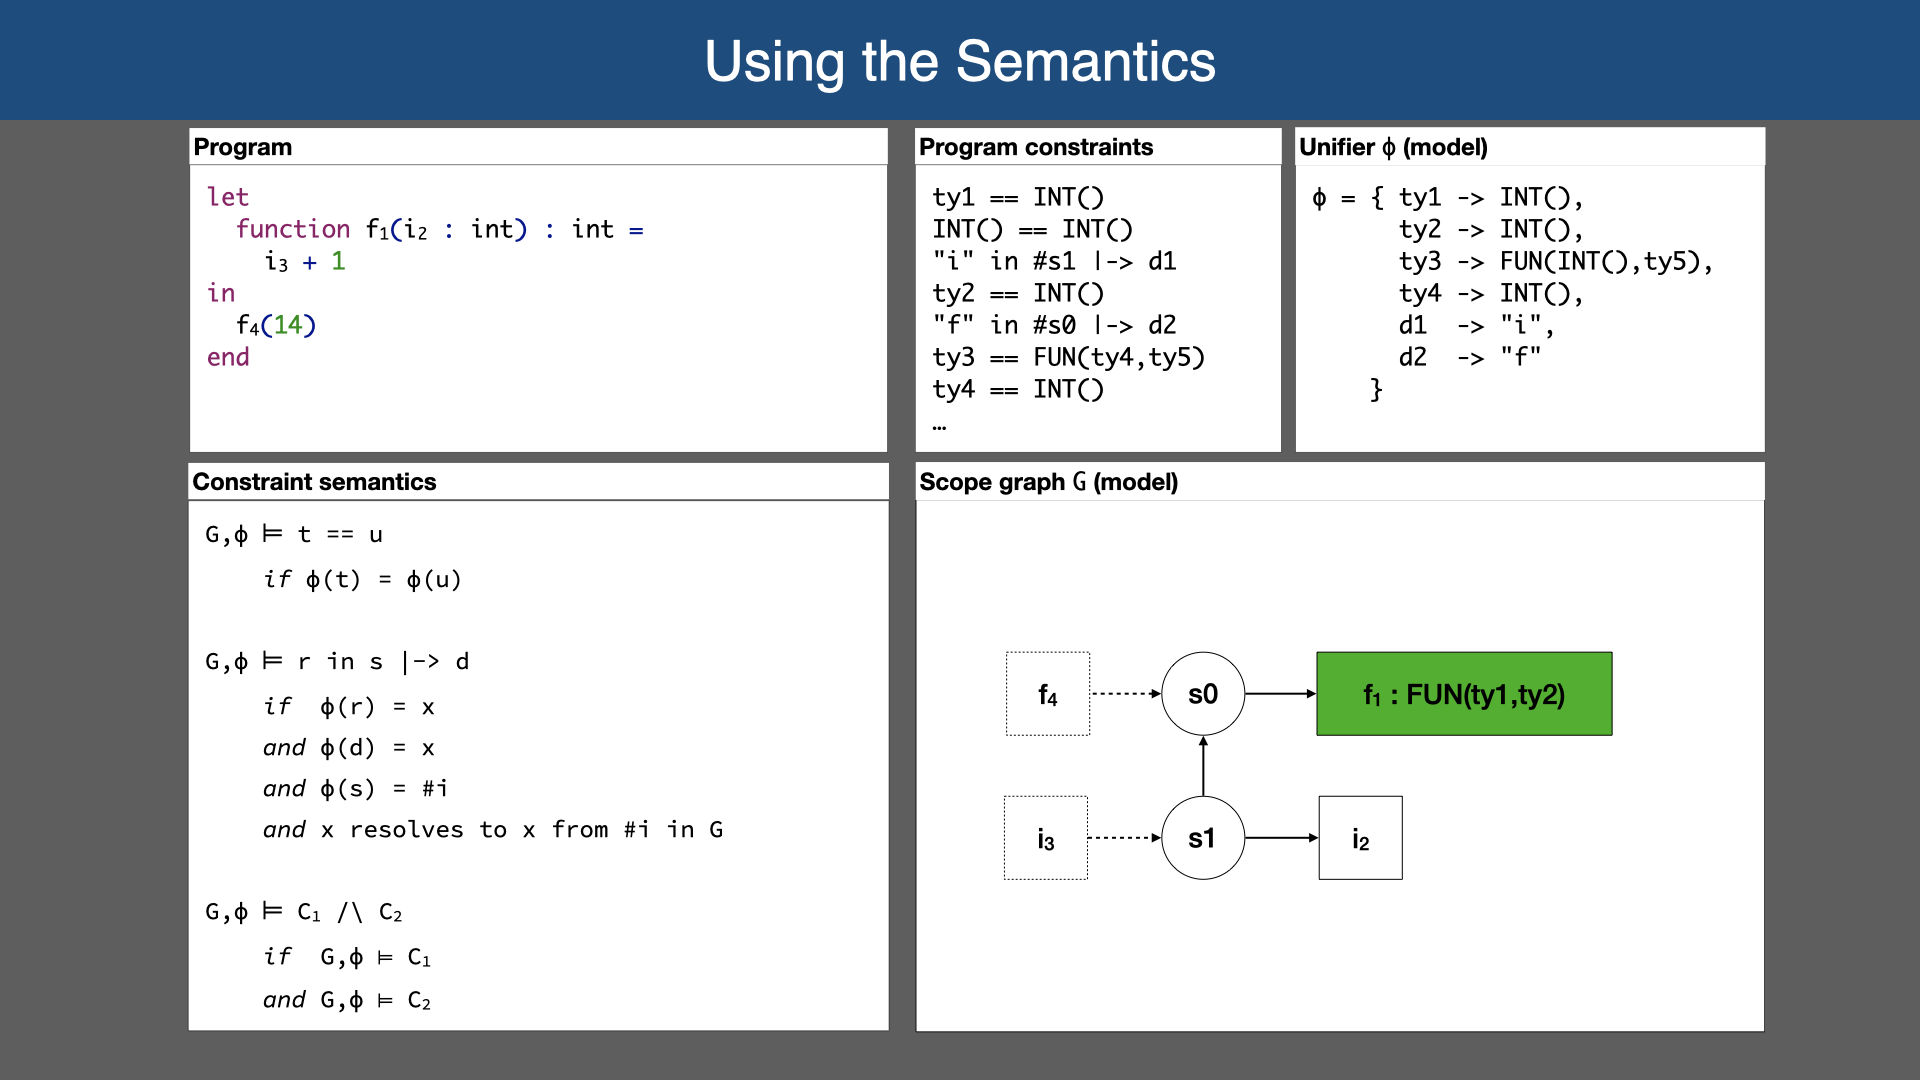 Using the Semantics
Program
let
function f₁(i₂ : int) : int =
i₃ + 1
in
f₄(14)
end
Program constraints
ty1 == INT()
INT() == INT()
"i" in #s1 |-> d1
ty2 == INT()
"f" in #s0 |-> d2
ty3 == FUN(ty4,ty5)
ty4 == INT()
…
Unifier ϕ (model)
ϕ = { ty1 -> INT(),
ty2 -> INT(),
ty3 -> FUN(INT(),ty5),
ty4 -> INT(),
d1 -> "i",
d2 -> "f"
}
Constraint semantics
G,ϕ ⊨ t == u
if ϕ(t) = ϕ(u)
G,ϕ ⊨ r in s |-> d
if ϕ(r) = x
and ϕ(d) = x
and ϕ(s) = #i
and x resolves to x from #i in G
G,ϕ ⊨ C₁ /\ C₂
if G,ϕ ⊨ C₁
and G,ϕ ⊨ C₂
Scope graph G (model)
f₄ s0 f₁ : FUN(ty1,ty2)
i₃ s1 i₂